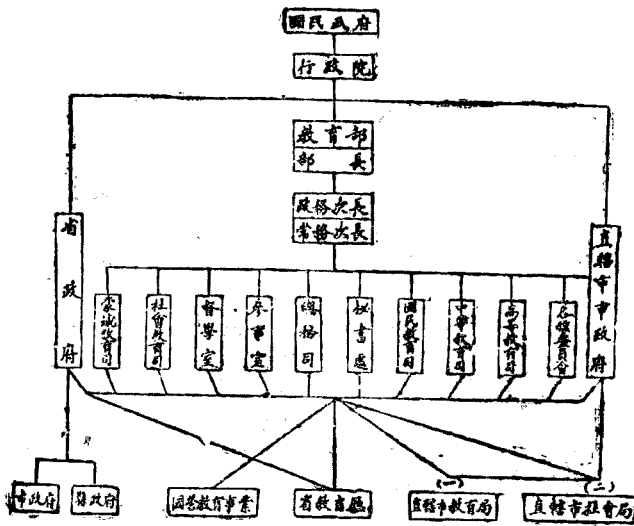 國民政府
行政院
教育部
部長
政務次長
常務次長
省政府
直轄市市政府
蒙藏教育司
社會教育司
督學室
參事室
總務司
秘書處
國民教育司
中等教育司
高等教育司
各種委員會
市政府
縣政府
國營教育事業
省教育廳
(一)
直轄市教育局
(二)
直轄市社會局